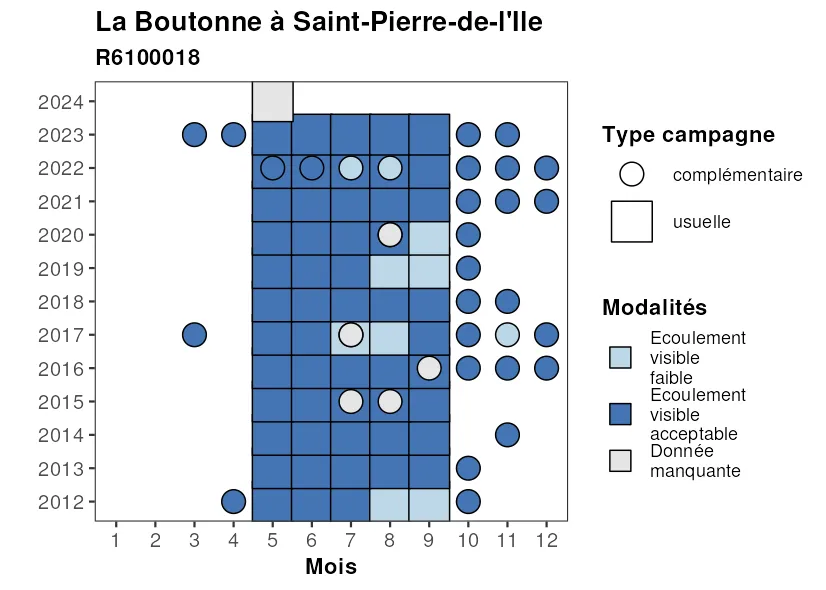 La Boutonne à Saint-Pierre-de-l'Ile
R6100018
2024
2023
2022
2021
2020
2019
2018
2017
2016
2015
2014
2013
2012
1 2 3 4 5 6 7 8 9 10 11 12
Mois
Type campagne
complémentaire
usuelle
Modalités
Ecoulement
visible
faible
Ecoulement
visible
acceptable
Donnée
manquante